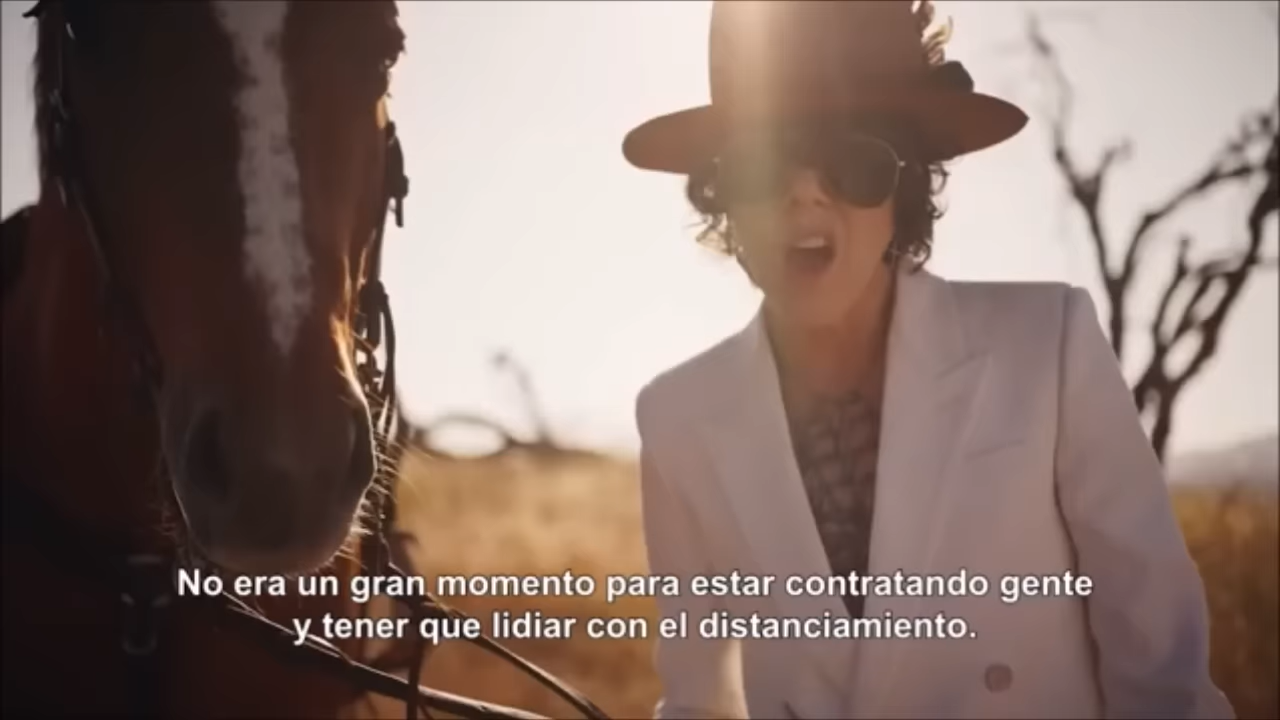 No era un gran momento para estar contratando gente
y tener que lidiar con el distanciamiento.